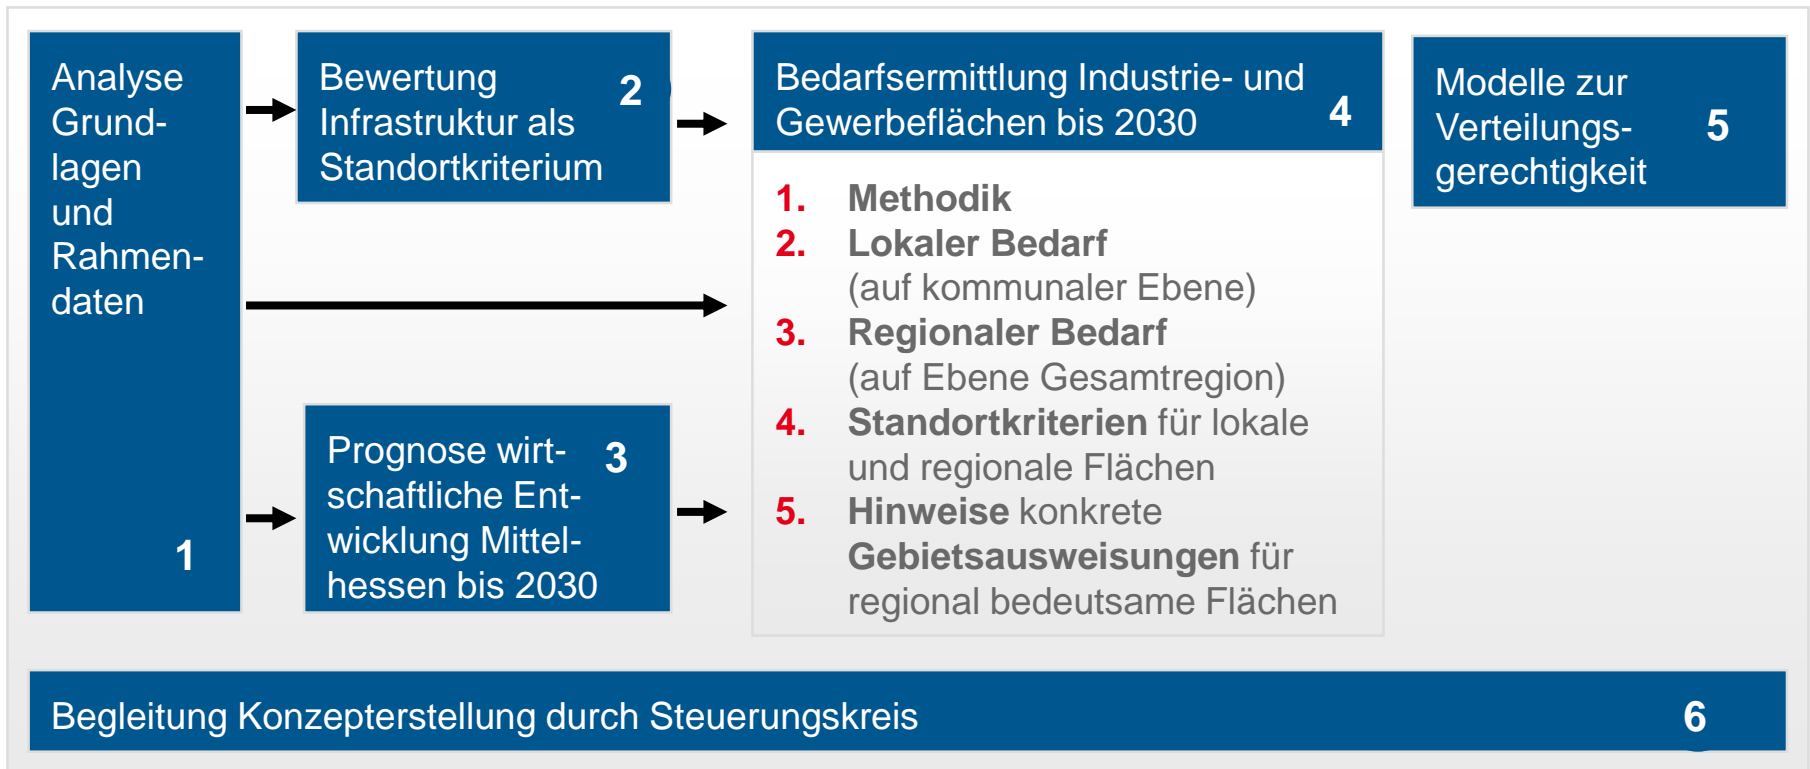 Analyse
Grund-
lagen
und
Rahmen-
daten
1
Bewertung
Infrastruktur als
Standortkriterium
2
Prognose wirt-
schaftliche Ent-
wicklung Mittel-
hessen bis 2030
3
Bedarfsermittlung Industrie- und
Gewerbeflächen bis 2030
4
1. Methodik
2. Lokaler Bedarf
(auf kommunaler Ebene)
3. Regionaler Bedarf
(auf Ebene Gesamtregion)
4. Standortkriterien für lokale
und regionale Flächen
5. Hinweise konkrete
Gebietsausweisungen für
regional bedeutsame Flächen
Modelle zur
Verteilungs-
gerechtigkeit
5
Begleitung Konzepterstellung durch Steuerungskreis
6